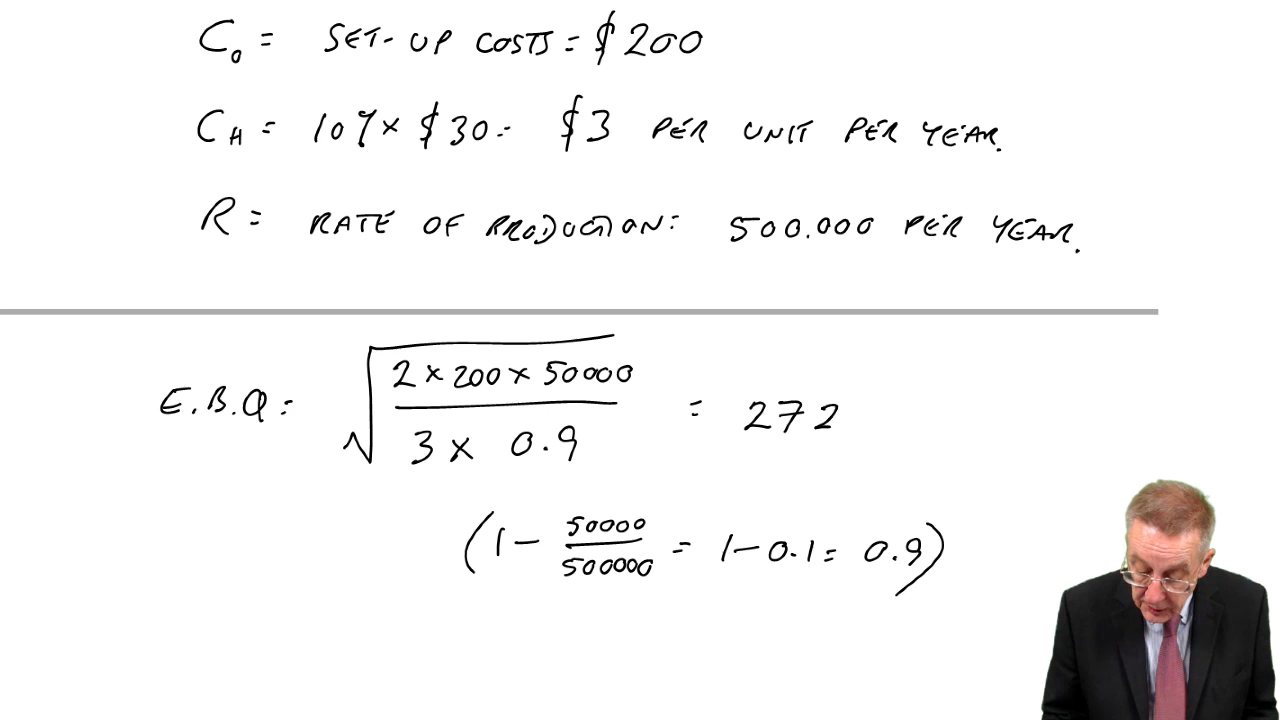 C₀ = SET-UP COSTS = $200
C_H = 10% × $30 = $3 PER UNIT PER YEAR.
R = RATE OF PRODUCTION = 500.000 PER YEAR.
E.B.Q = √ 2 × 200 × 50000 / 3 × 0.9 = 272
(1 - 50000 / 500000 = 1 - 0.1 = 0.9)